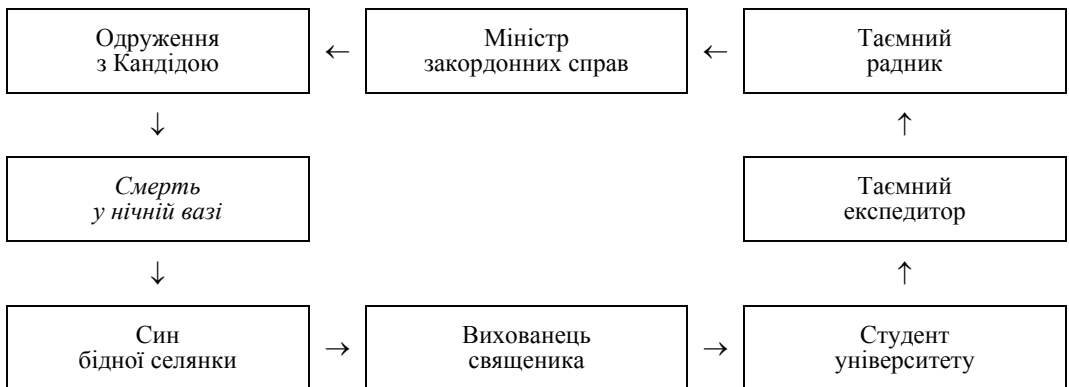 Одруження
з Кандідою
←
Міністр
закордонних справ
←
Таємний
радник
↓
↑
Смерть
у нічній вазі
Таємний
експедитор
↓
↑
Син
бідної селянки
→
Вихованець
священика
→
Студент
університету